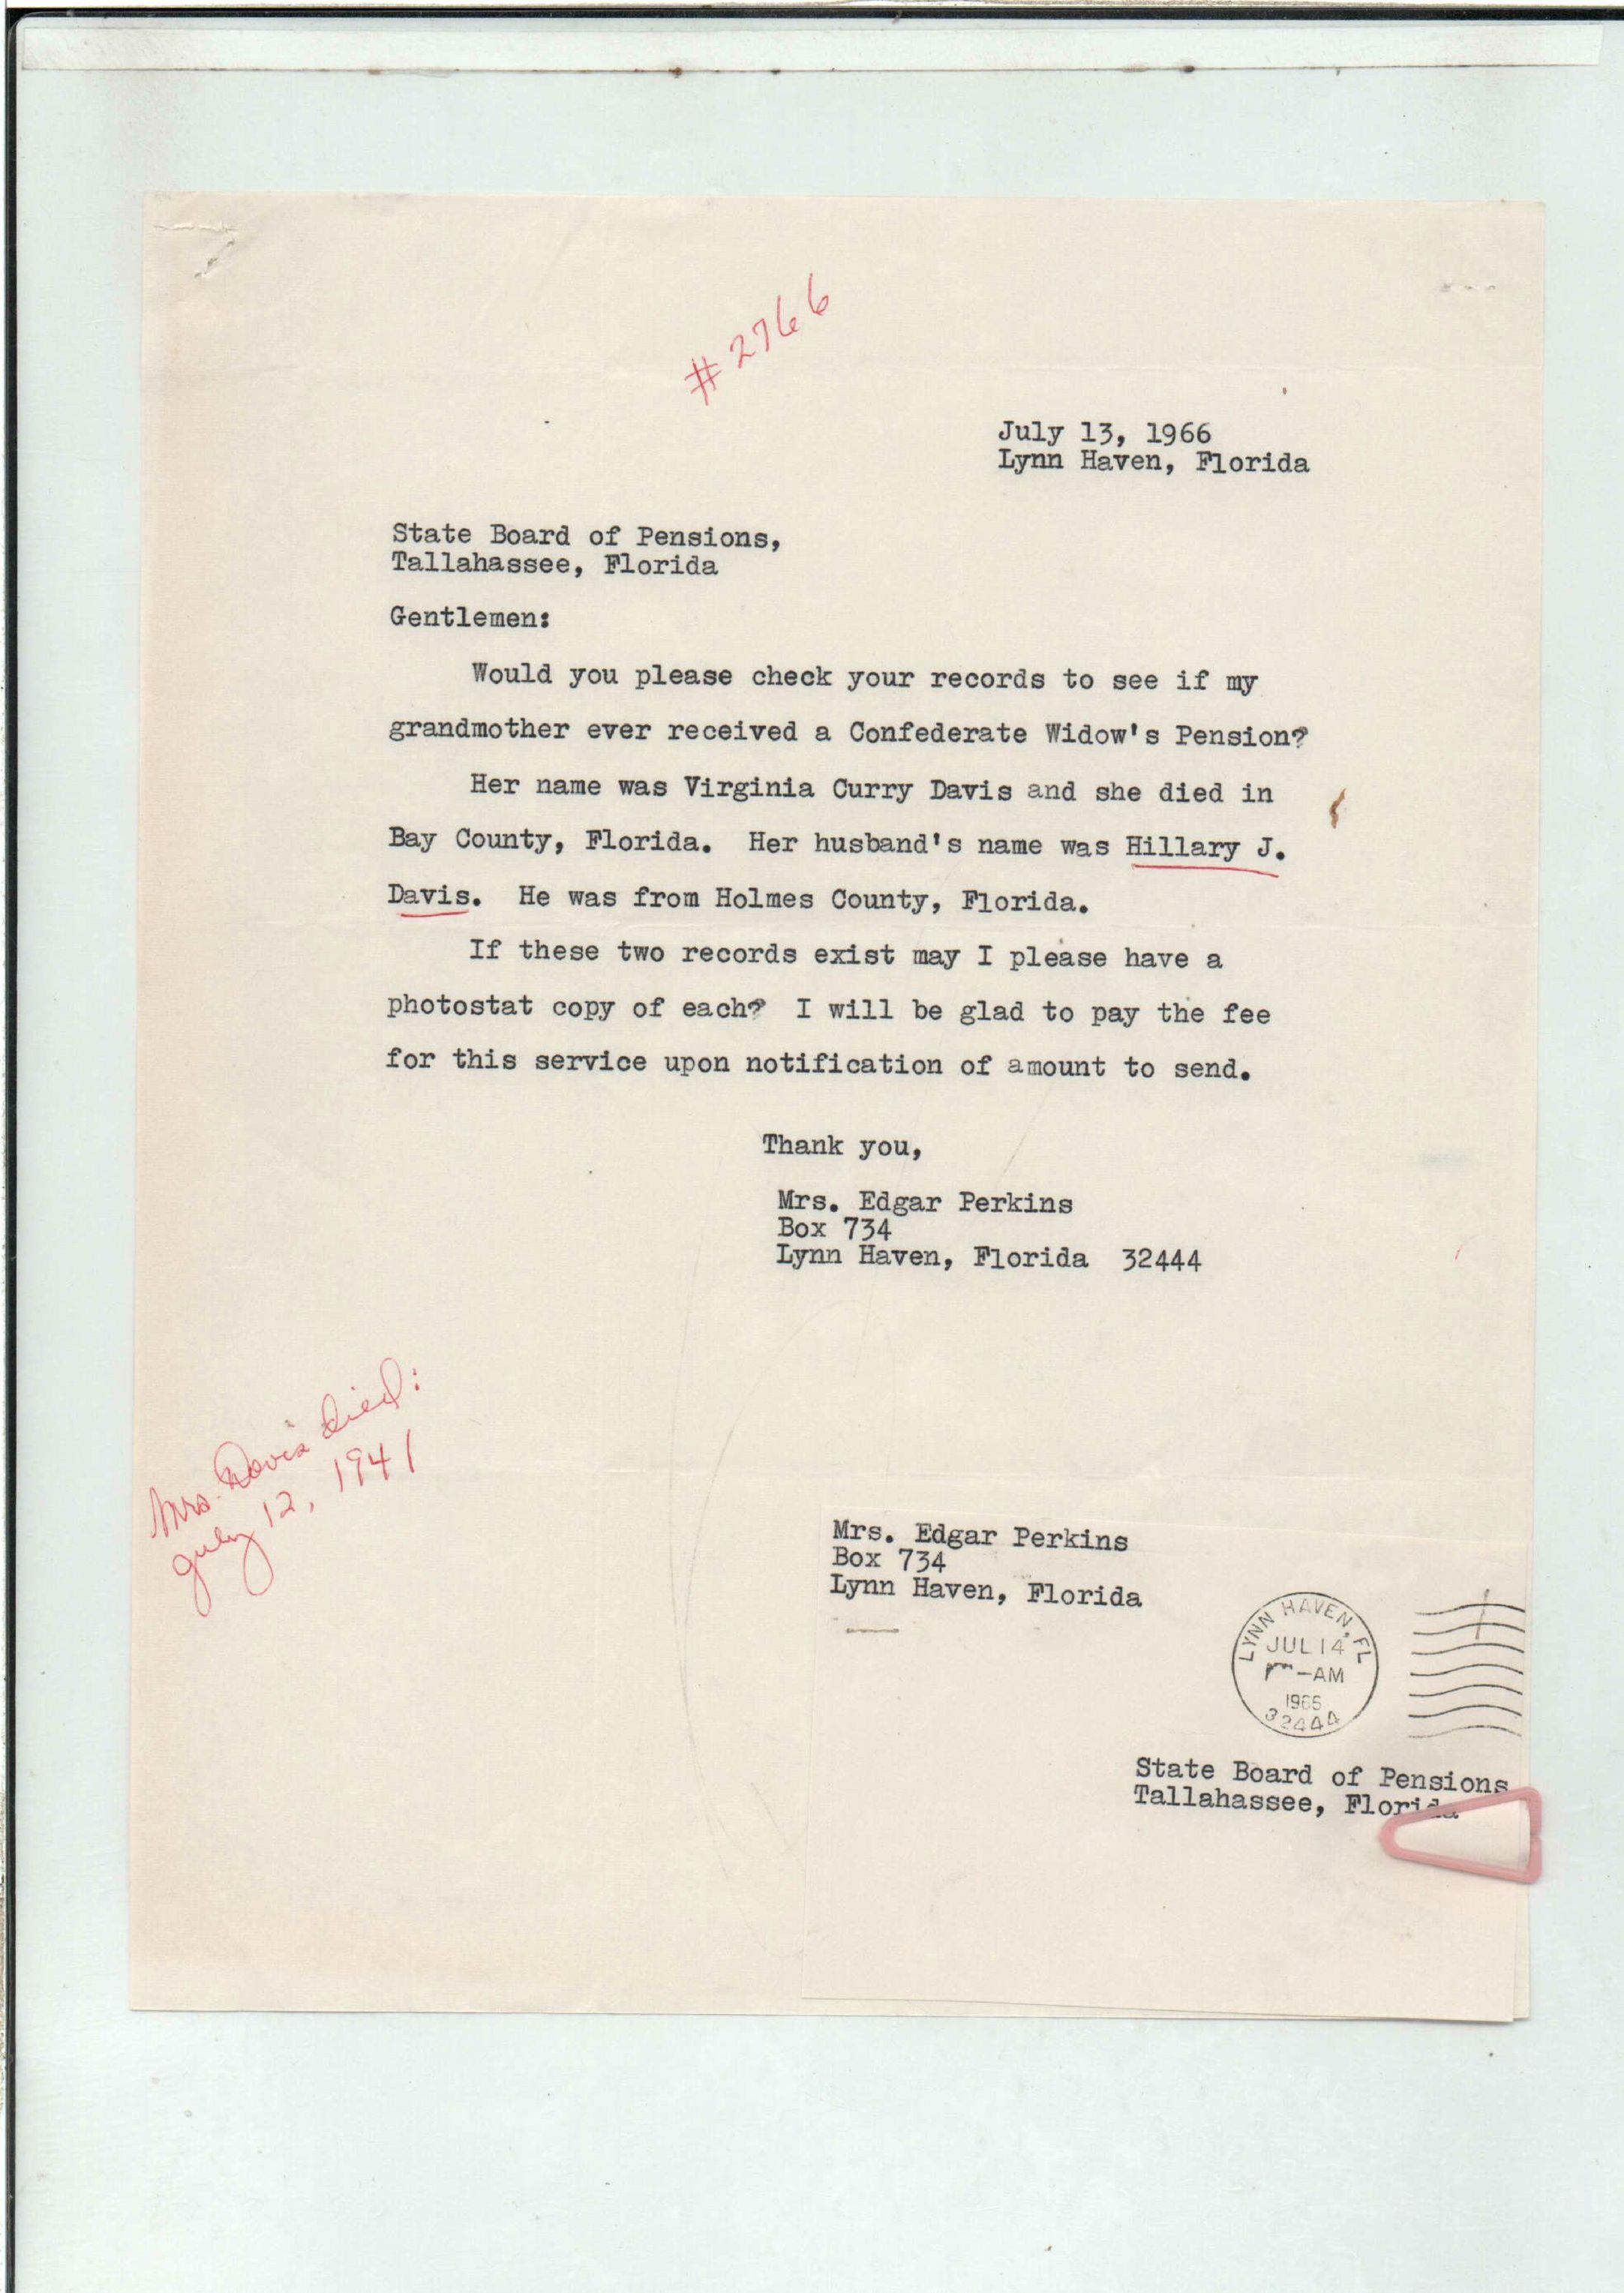 #2766
July 13, 1966
Lynn Haven, Florida
State Board of Pensions,
Tallahassee, Florida
Gentlemen:
Would you please check your records to see if my
grandmother ever received a Confederate Widow's Pension?
Her name was Virginia Curry Davis and she died in
Bay County, Florida. Her husband's name was Hillary J.
Davis. He was from Holmes County, Florida.
If these two records exist may I please have a
photostat copy of each? I will be glad to pay the fee
for this service upon notification of amount to send.
Thank you,
Mrs. Edgar Perkins
Box 734
Lynn Haven, Florida 32444
Mrs. Davis died:
July 12, 1941
Mrs. Edgar Perkins
Box 734
Lynn Haven, Florida
LYNN HAVEN, FL
JUL 14
-AM
32444
State Board of Pensions
Tallahassee, Florida